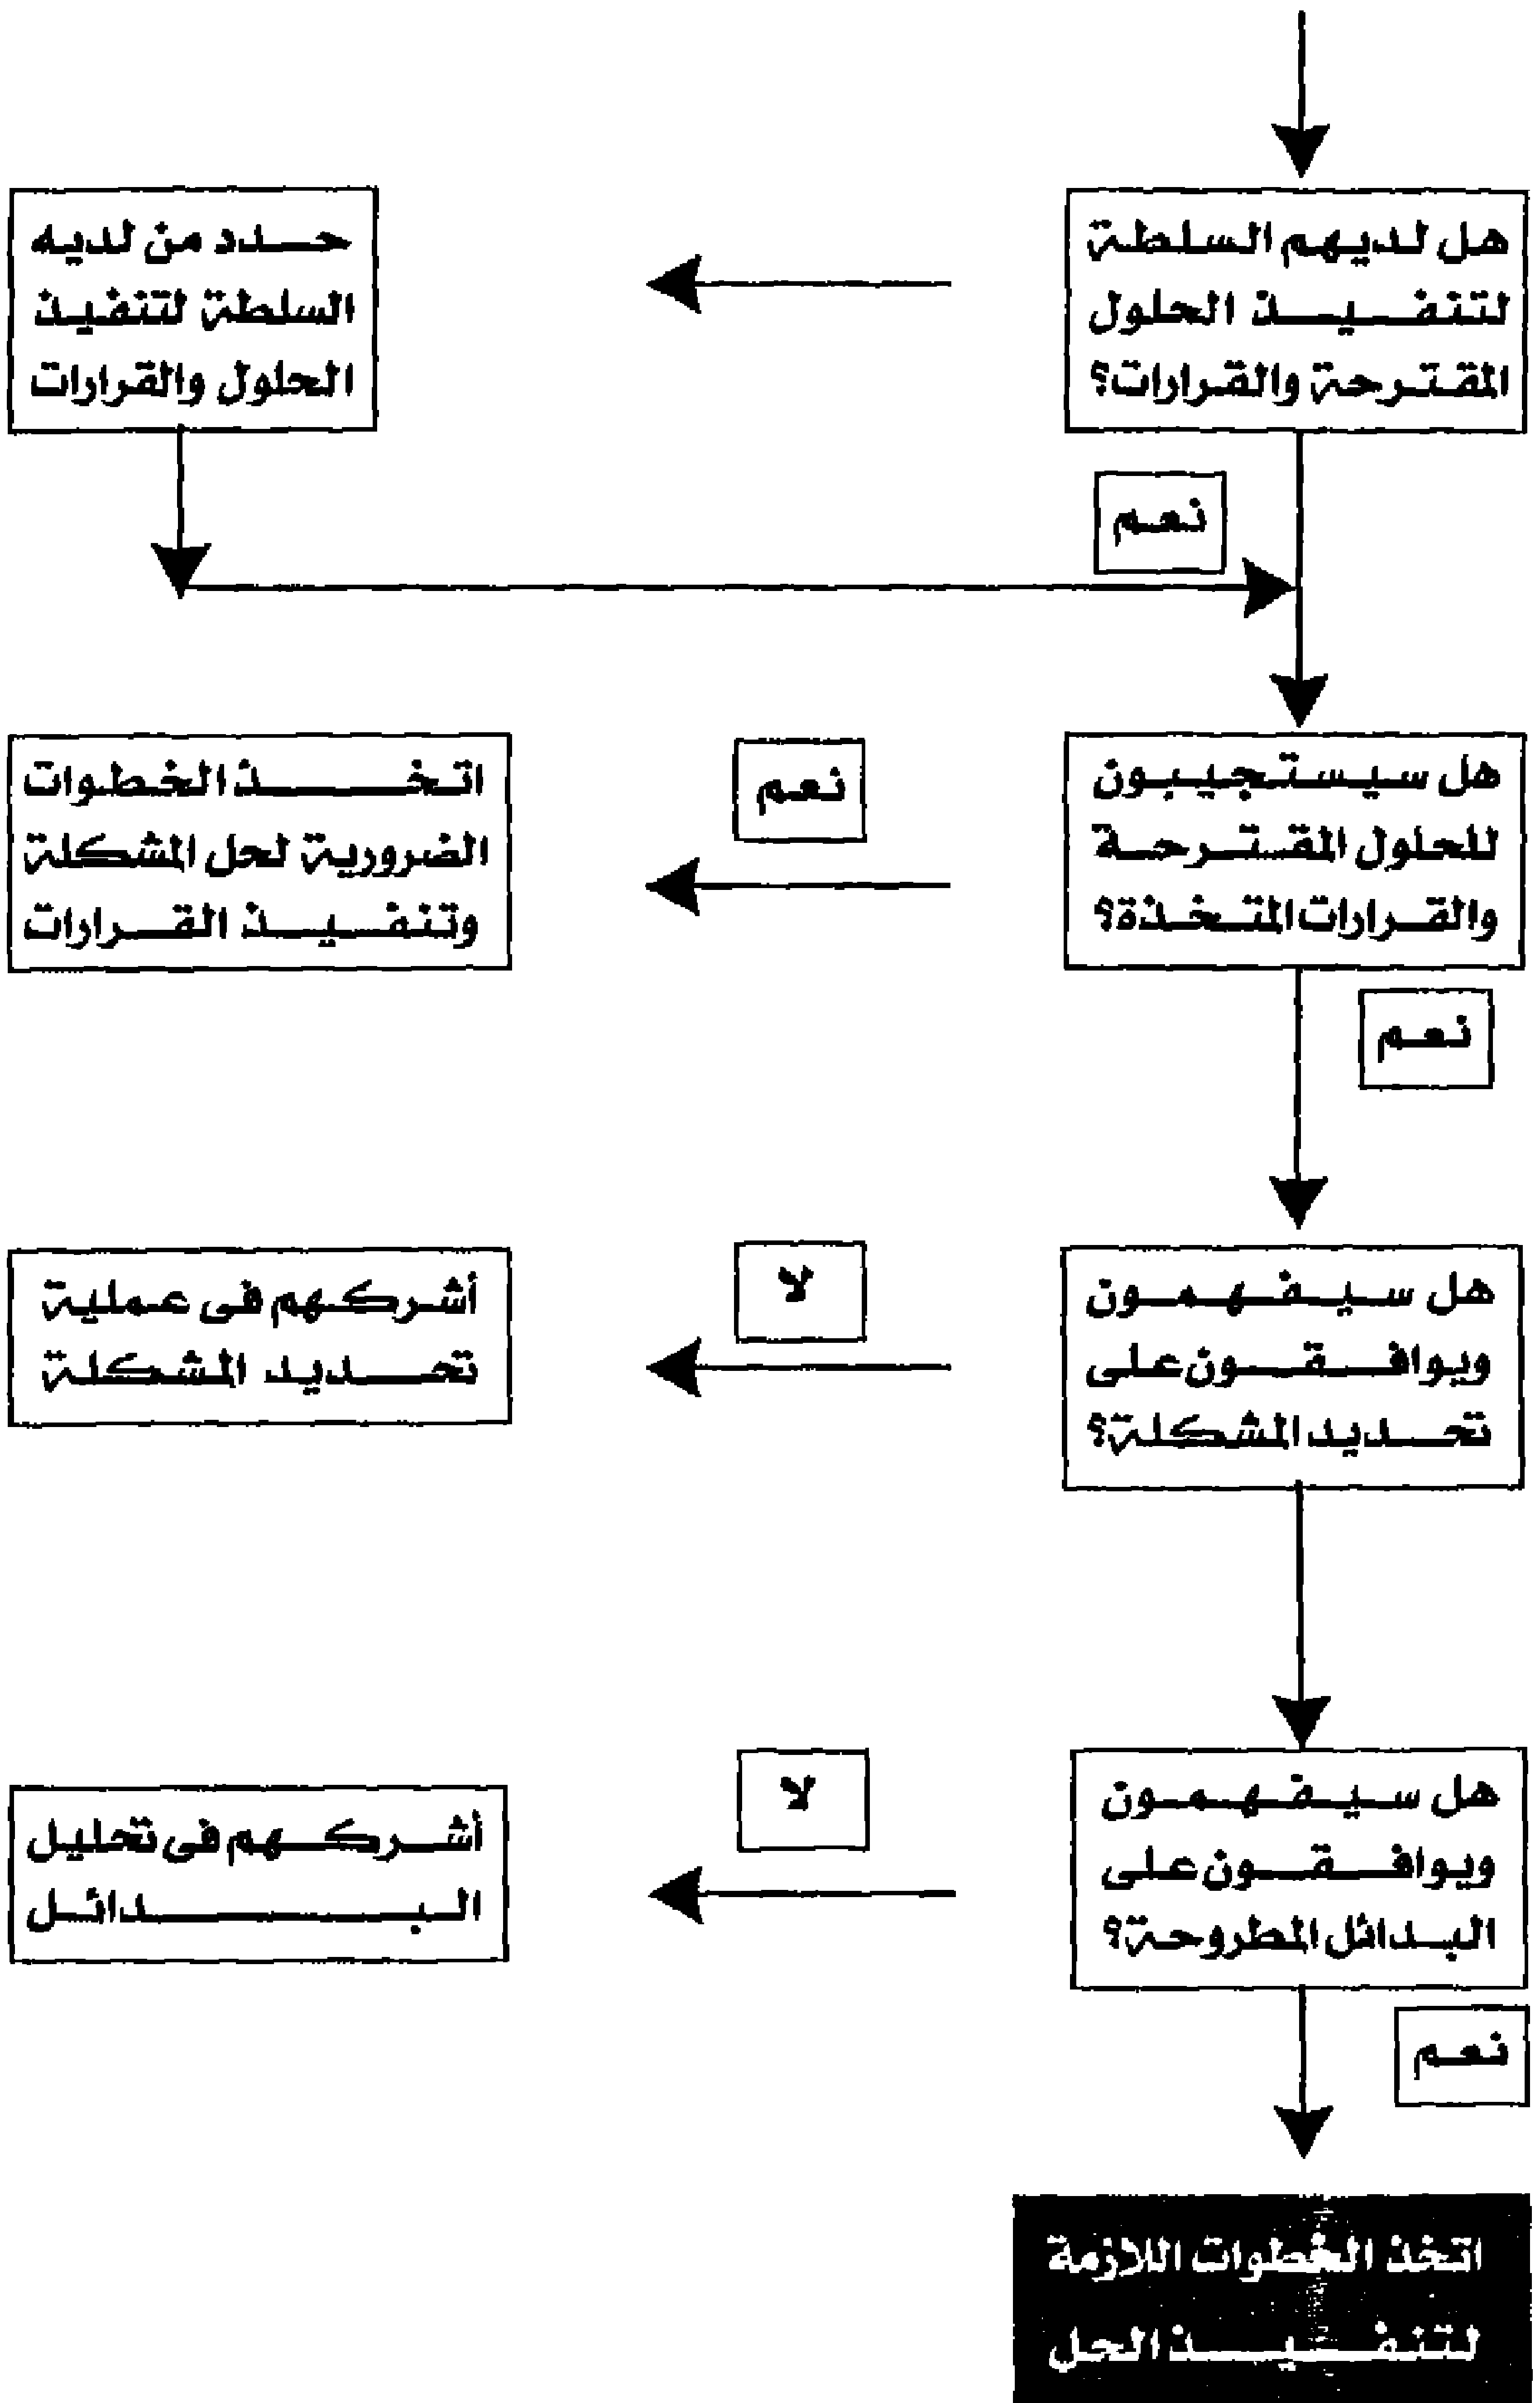 هل لديهم السلطة
لتنفيذ الحلول
المقترحة والقرارات؟
حدد من لديه
السلطة لتنفيذ
الحلول والقرارات
نعم
هل سيستجيبون
للحلول المقترحة
والقرارات المتخذة؟
نعم
اتخذ الخطوات
الضرورية لحل المشكلة
وتنفيذ القرارات
نعم
هل سيفهمون
ويوافقون على
تحديد المشكلة؟
لا
أشركهم فى عملية
تحديد المشكلة
هل سيفهمون
ويوافقون على
البدائل المطروحة؟
لا
أشركهم فى تحليل
البدائل
نعم
اتخذ الخطوات اللازمة
لتنفيذ الحل